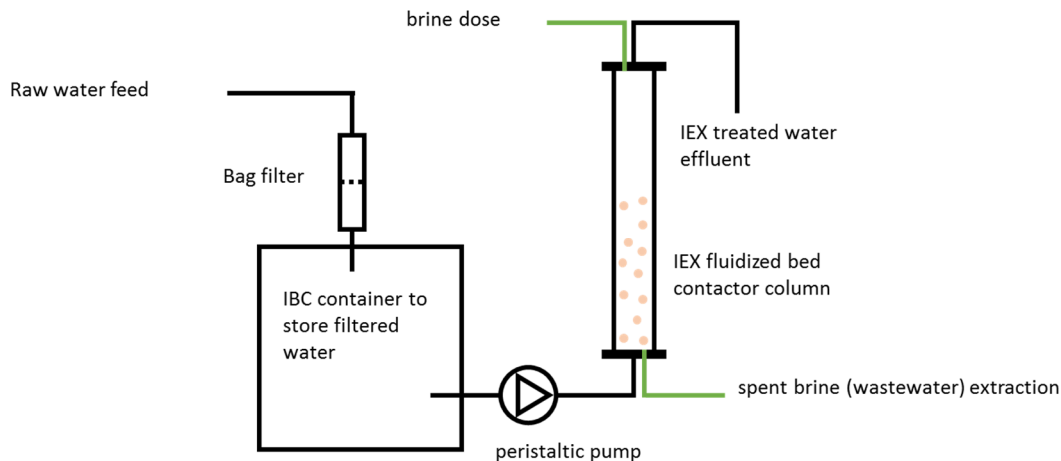 brine dose
Raw water feed
IEX treated water
effluent
Bag filter
IEX fluidized bed
contactor column
IBC container to
store filtered
water
spent brine (wastewater) extraction
peristaltic pump